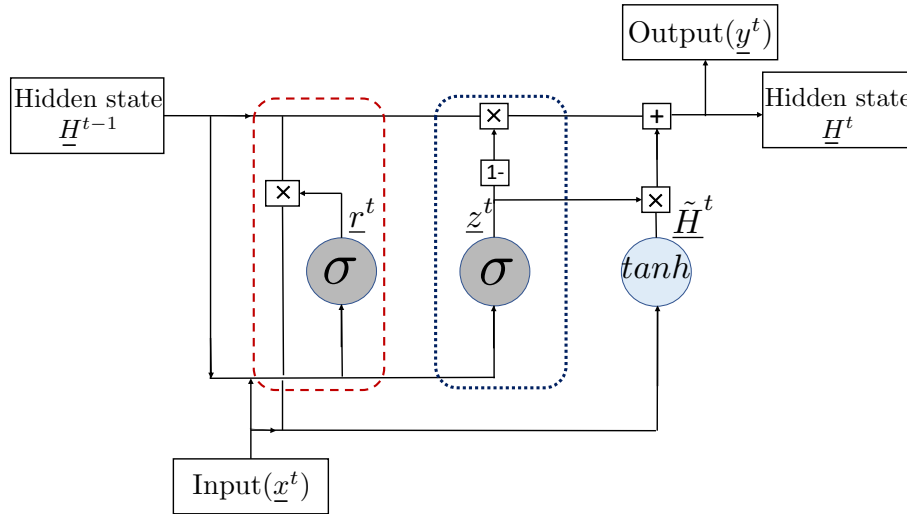 Output(y^t)
Hidden state
H^{t−1}
Hidden state
H^t
×
+
1-
×
×
r^t
z^t
H̃^t
σ
σ
tanh
Input(x^t)